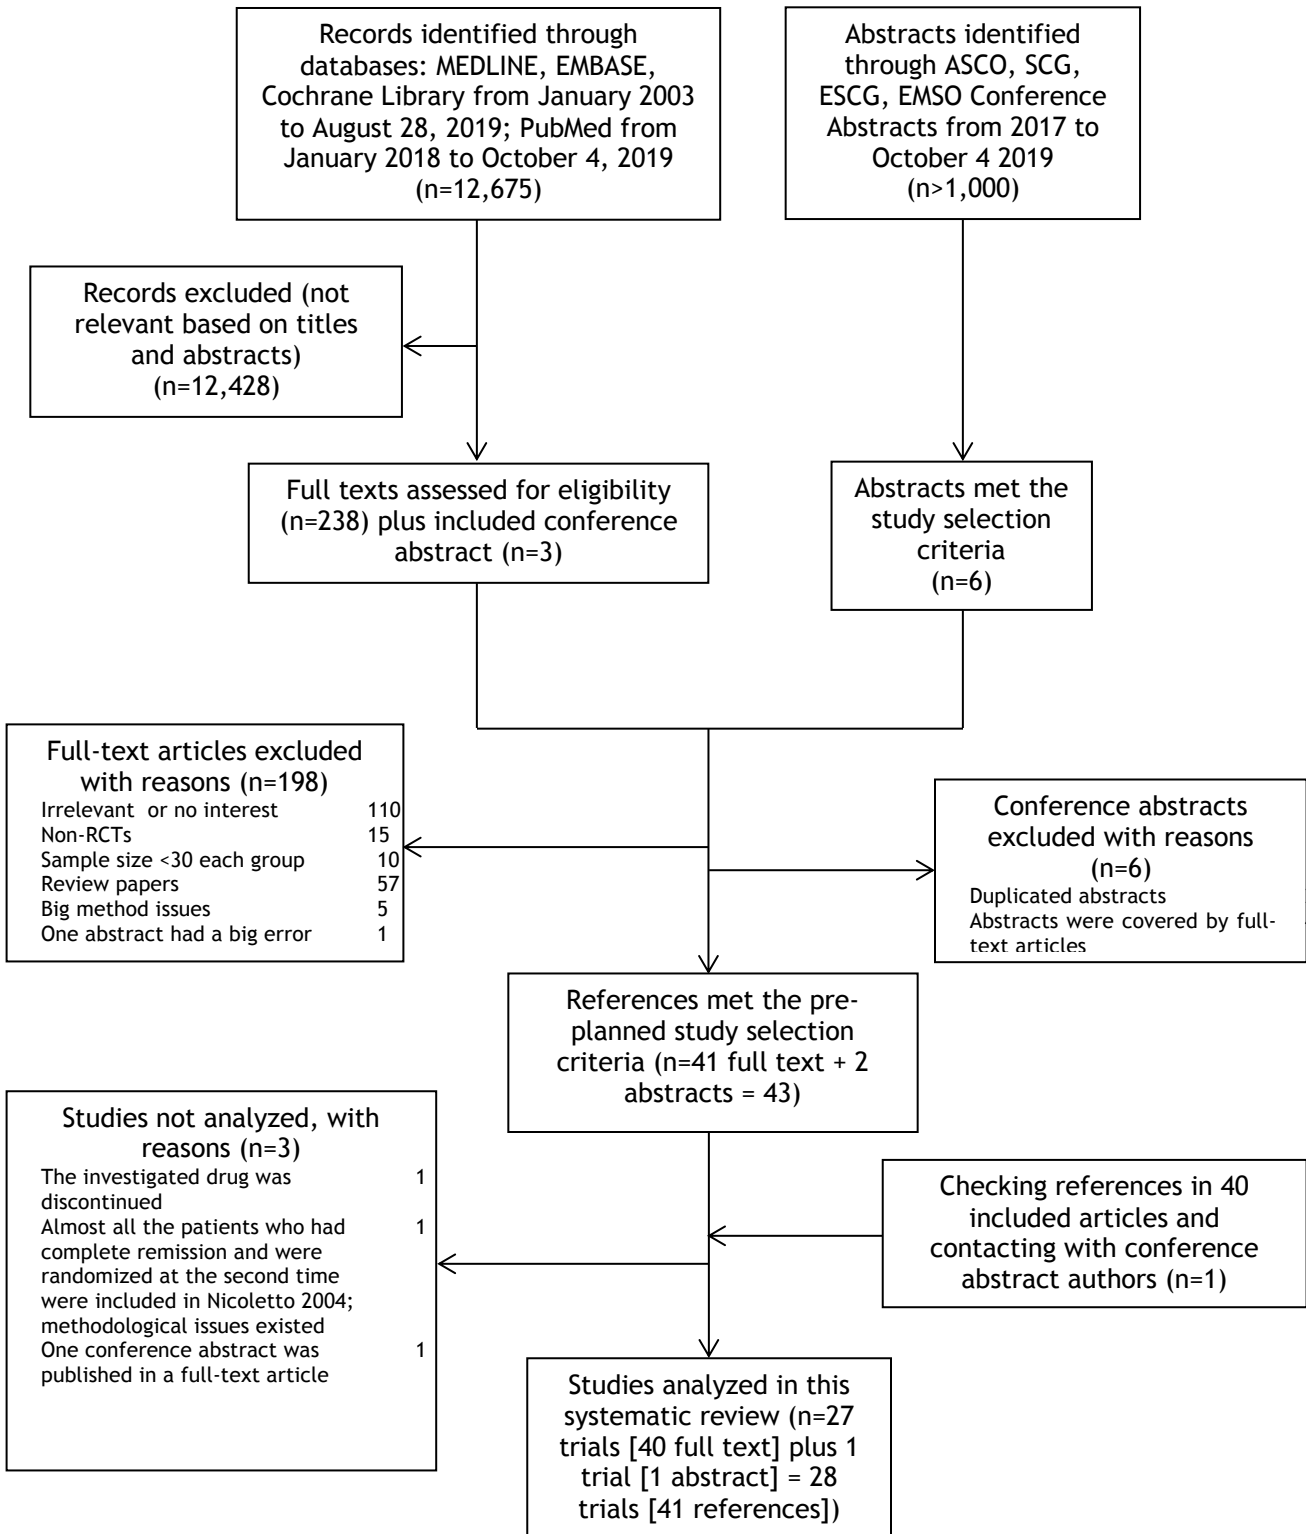 Records identified through
databases: MEDLINE, EMBASE,
Cochrane Library from January 2003
to August 28, 2019; PubMed from
January 2018 to October 4, 2019
(n=12,675)
Abstracts identified
through ASCO, SCG,
ESCG, EMSO Conference
Abstracts from 2017 to
October 4 2019
(n>1,000)
Records excluded (not
relevant based on titles
and abstracts)
(n=12,428)
Full texts assessed for eligibility
(n=238) plus included conference
abstract (n=3)
Abstracts met the
study selection
criteria
(n=6)
Full-text articles excluded
with reasons (n=198)
Irrelevant or no interest 110
Non-RCTs 15
Sample size <30 each group 10
Review papers 57
Big method issues 5
One abstract had a big error 1
Conference abstracts
excluded with reasons
(n=6)
Duplicated abstracts
Abstracts were covered by full-
text articles
References met the pre-
planned study selection
criteria (n=41 full text + 2
abstracts = 43)
Studies not analyzed, with
reasons (n=3)
The investigated drug was 1
discontinued
Almost all the patients who had 1
complete remission and were
randomized at the second time
were included in Nicoletto 2004;
methodological issues existed
One conference abstract was 1
published in a full-text article
Checking references in 40
included articles and
contacting with conference
abstract authors (n=1)
Studies analyzed in this
systematic review (n=27
trials [40 full text] plus 1
trial [1 abstract] = 28
trials [41 references])